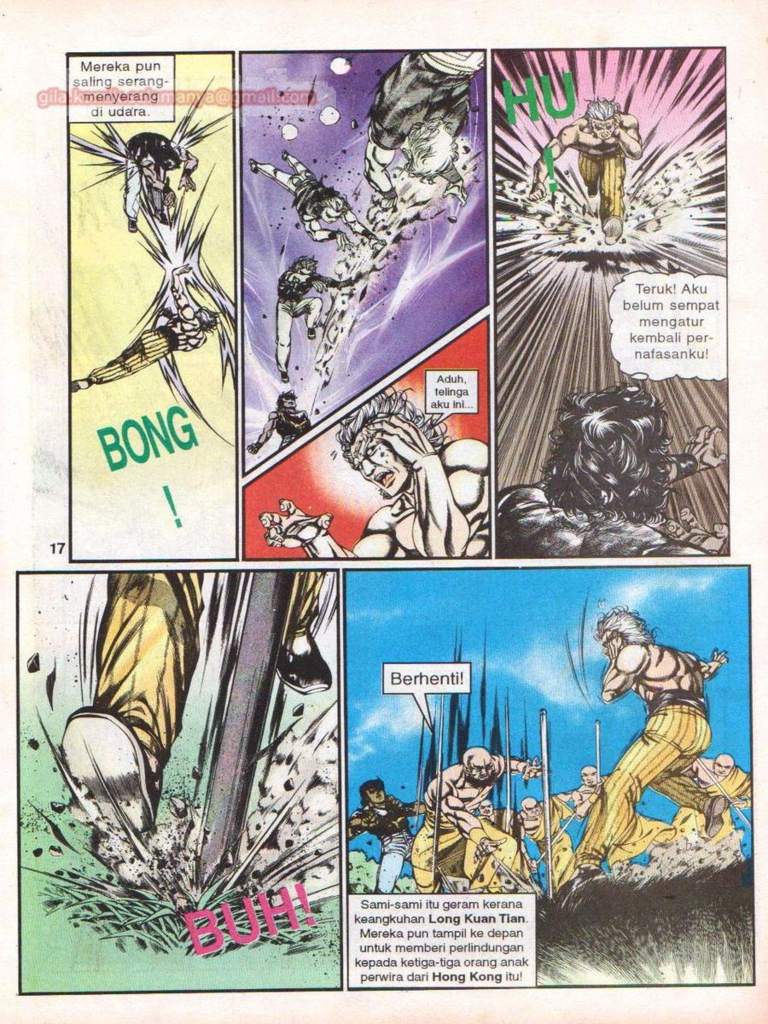 Mereka pun
saling serang-
menyerang
di udara.
BONG
!
Aduh,
telinga
aku ini...
HU
!
Teruk! Aku
belum sempat
mengatur
kembali per-
nafasanku!
17
BUH!
Berhenti!
Sami-sami itu geram kerana
keangkuhan Long Kuan Tian.
Mereka pun tampil ke depan
untuk memberi perlindungan
kepada ketiga-tiga orang anak
perwira dari Hong Kong itu!